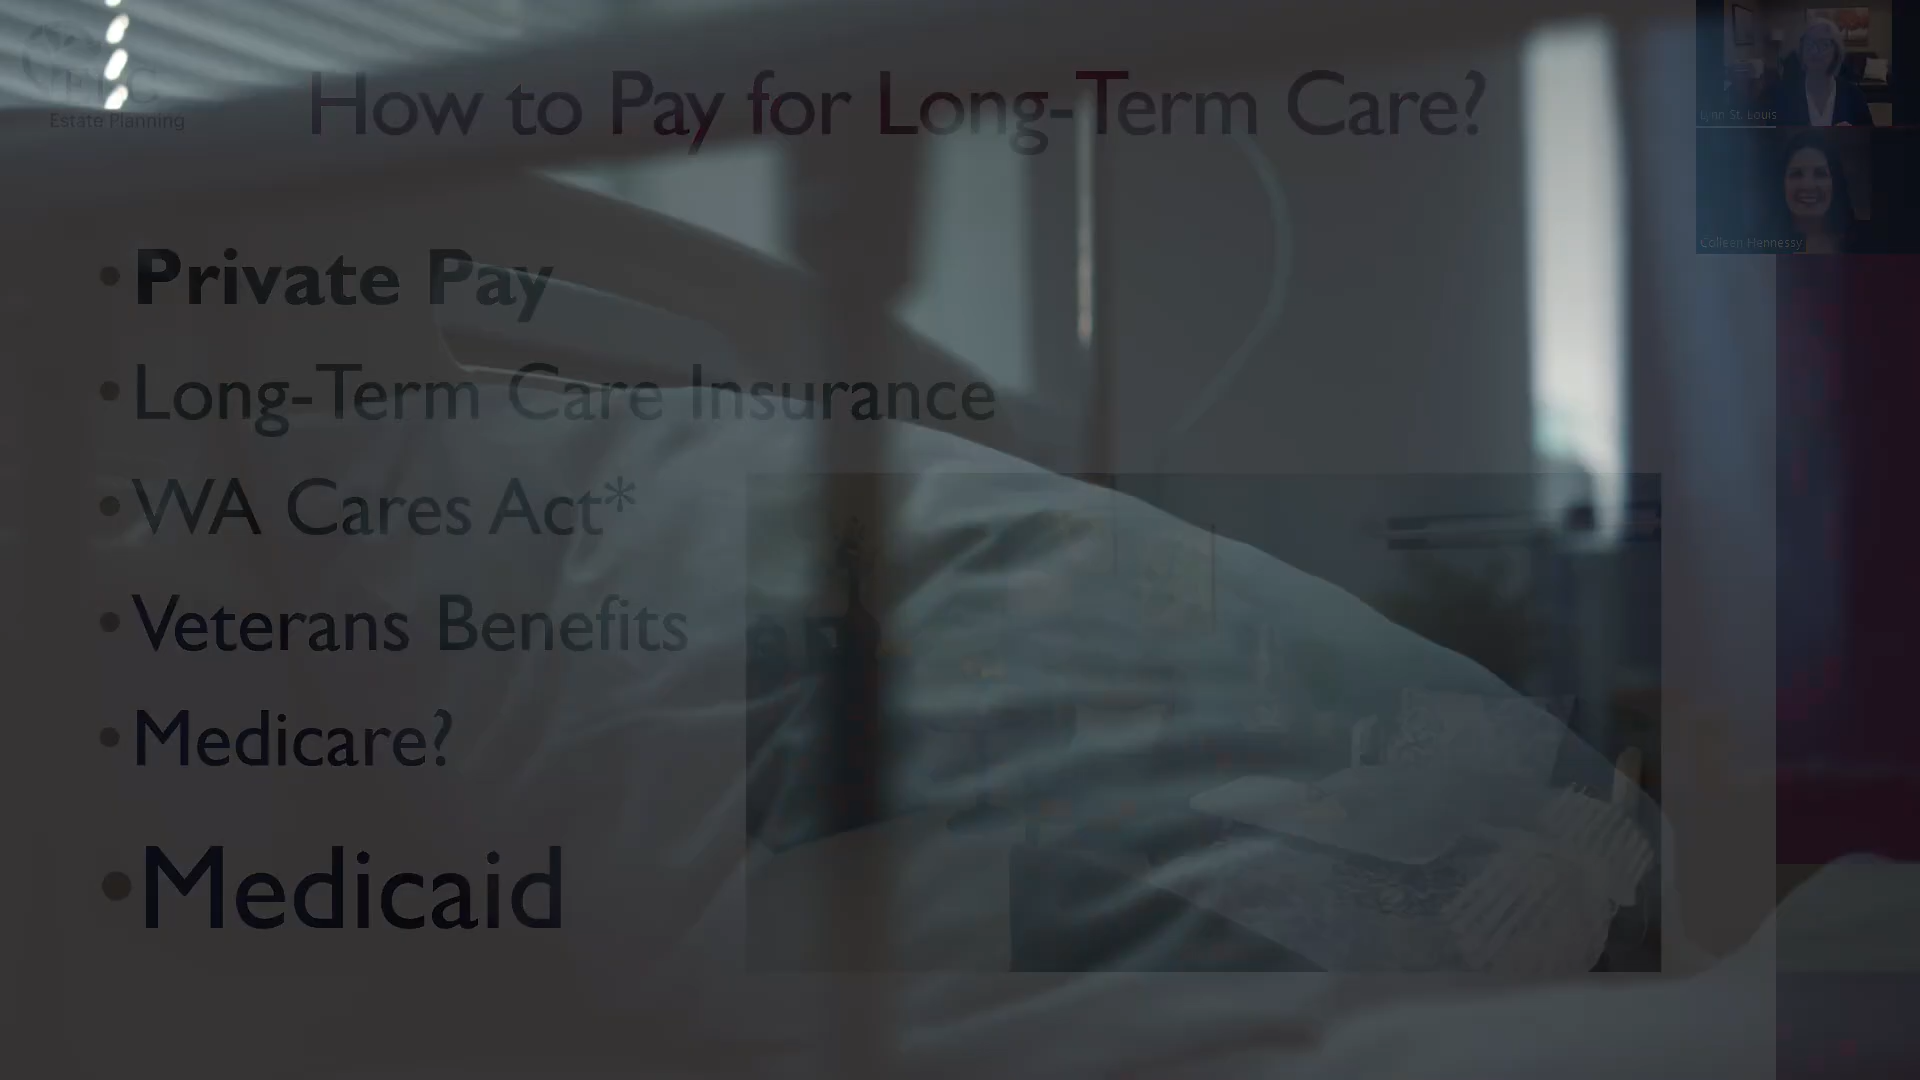 Estate Planning
How to Pay for Long-Term Care?
Lynn St. Louis
Colleen Hennessy
• Private Pay
• Long-Term Care Insurance
• WA Cares Act*
• Veterans Benefits
• Medicare?
• Medicaid